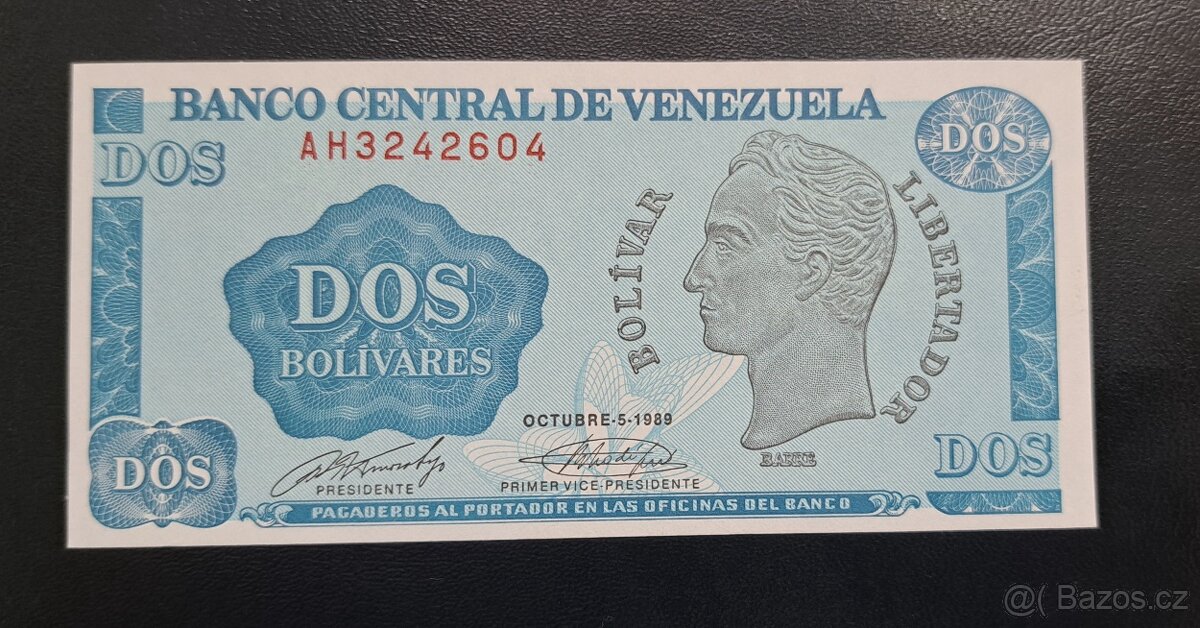 BANCO CENTRAL DE VENEZUELA
AH3242604
DOS
DOS
BOLÍVAR
LIBERTADOR
DOS
BOLÍVARES
OCTUBRE-5-1989
BARRE
DOS
DOS
PRESIDENTE
PRIMER VICE-PRESIDENTE
PAGADEROS AL PORTADOR EN LAS OFICINAS DEL BANCO
@( Bazos.cz